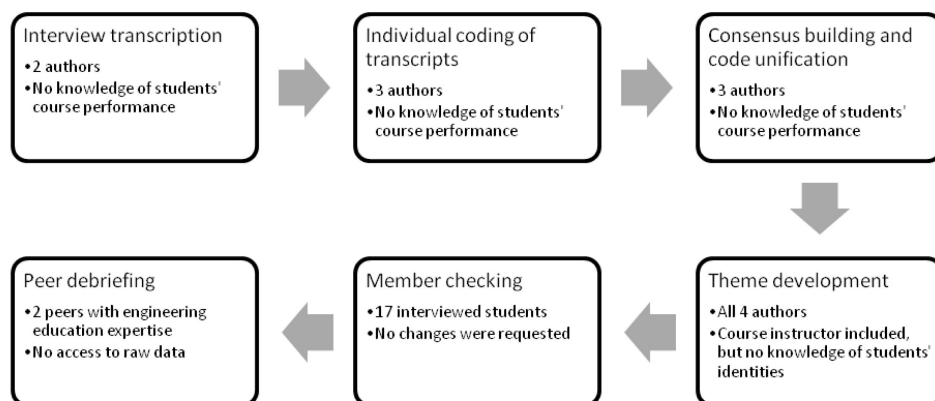 Interview transcription
• 2 authors
• No knowledge of students'
course performance
Individual coding of
transcripts
• 3 authors
• No knowledge of students'
course performance
Consensus building and
code unification
• 3 authors
• No knowledge of students'
course performance
Theme development
• All 4 authors
• Course instructor included,
but no knowledge of students'
identities
Member checking
• 17 interviewed students
• No changes were requested
Peer debriefing
• 2 peers with engineering
education expertise
• No access to raw data